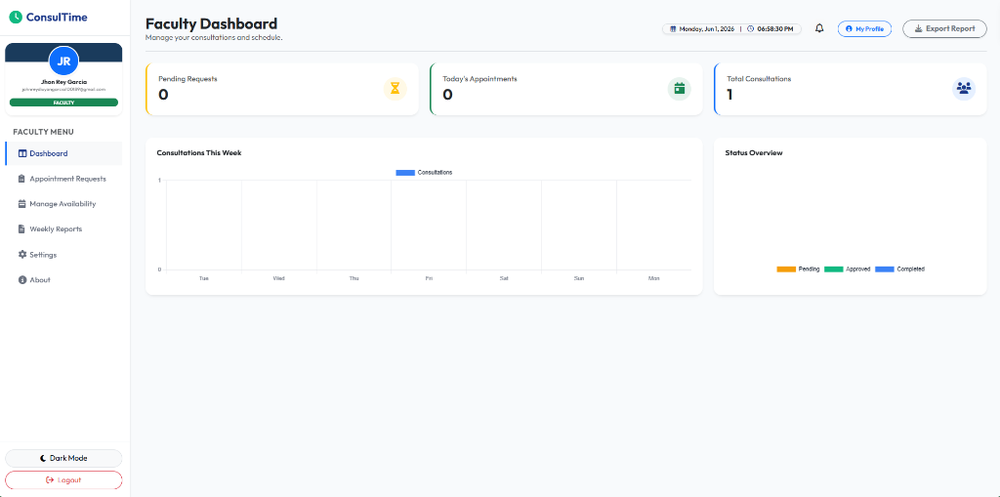 ConsulTime
JR
Jhon Rey Garcia
FACULTY
FACULTY MENU
Dashboard
Appointment Requests
Manage Availability
Weekly Reports
Settings
About
Dark Mode
Logout
Faculty Dashboard
Manage your consultations and schedule.
Monday, Jun 1, 2026 | 06:58:30 PM
My Profile
Export Report
Pending Requests
0
Today's Appointments
0
Total Consultations
1
Consultations This Week
Consultations
1
0
Tue Wed Thu Fri Sat Sun Mon
Status Overview
Pending Approved Completed